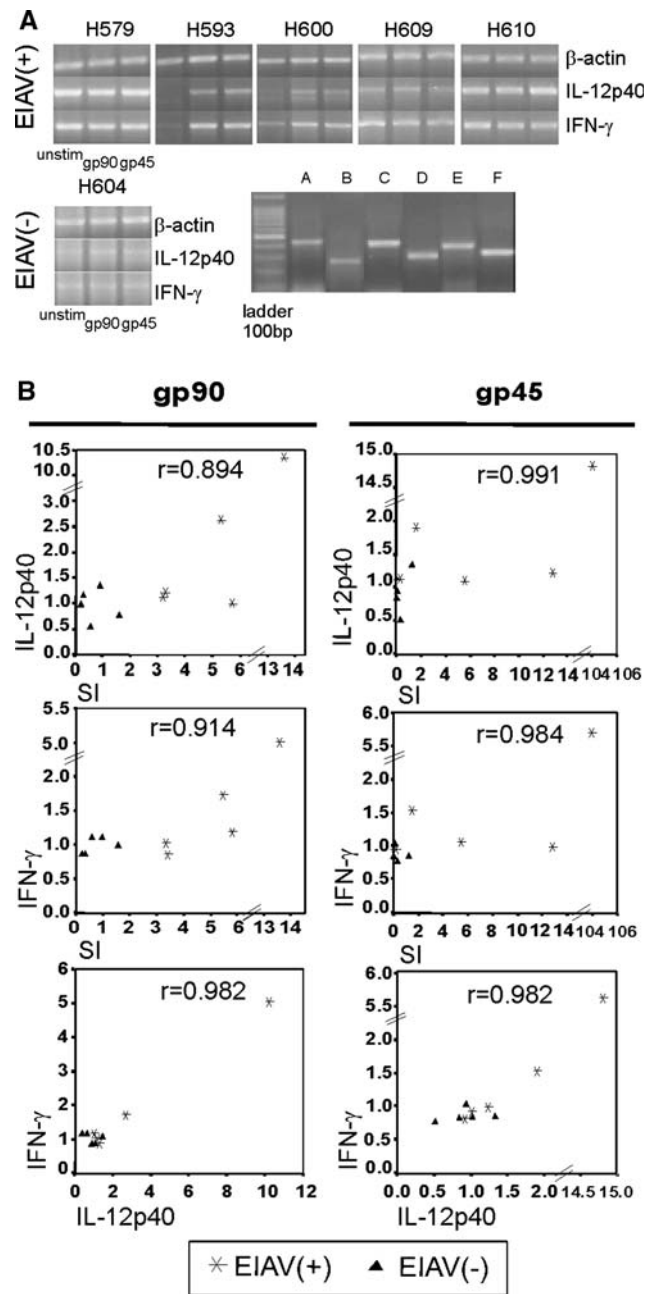 A
H579 H593 H600 H609 H610
EIAV(+)
β-actin
IL-12p40
IFN-γ
unstim gp90 gp45
H604
EIAV(-)
β-actin
IL-12p40
IFN-γ
unstim gp90 gp45
A B C D E F
ladder
100bp
B
gp90 gp45
10.5
10.0
3.0
2.5
2.0
1.5
1.0
0.5
0.0
IL-12p40
r=0.894
0 1 2 3 4 5 6 13 14
SI
15.0
14.5
2.0
1.5
1.0
0.5
0.0
IL-12p40
r=0.991
0 2 4 6 8 10 12 14 104 106
SI
5.0
2.0
1.5
1.0
0.5
0.0
IFN-γ
r=0.914
0 1 2 3 4 5 6 13 14
SI
6.0
5.5
2.0
1.5
1.0
0.5
0.0
IFN-γ
r=0.984
0 2 4 6 8 10 12 14 104 106
SI
6
5
4
3
2
1
0
IFN-γ
r=0.982
0 2 4 6 8 10 12
IL-12p40
6.0
5.5
2.0
1.5
1.0
0.5
0.0
IFN-γ
r=0.982
0.0 0.5 1.0 1.5 2.0 14.5 15.0
IL-12p40
EIAV(+) EIAV(-)